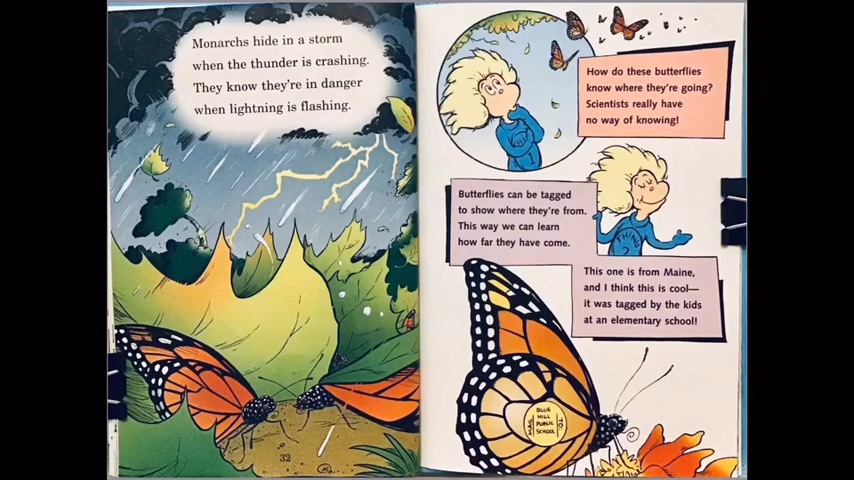 Monarchs hide in a storm
when the thunder is crashing.
They know they're in danger
when lightning is flashing.
32
How do these butterflies
know where they're going?
Scientists really have
no way of knowing!
Butterflies can be tagged
to show where they're from.
This way we can learn
how far they have come.
THING 2
This one is from Maine,
and I think this is cool—
it was tagged by the kids
at an elementary school!
MAIL
BLUE
HILL
PUBLIC
SCHOOL
TO